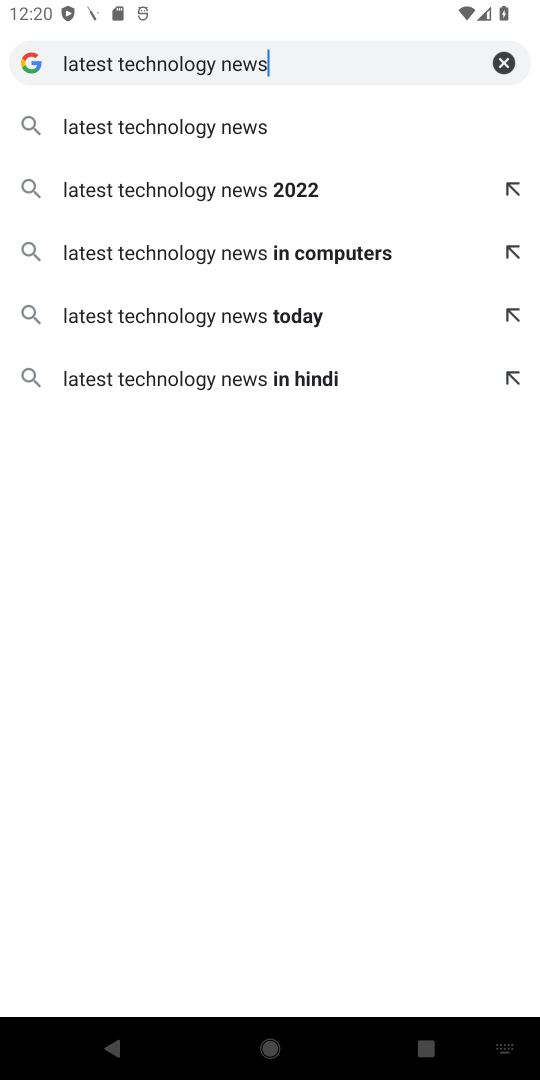 12:20
latest technology news
latest technology news
latest technology news 2022
latest technology news in computers
latest technology news today
latest technology news in hindi